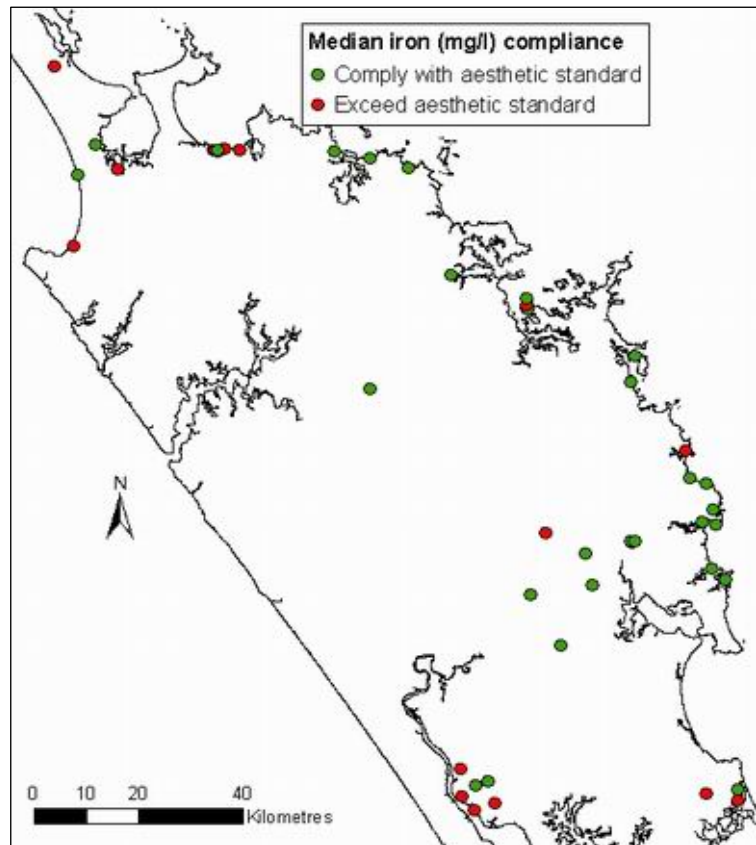 Median iron (mg/l) compliance
Comply with aesthetic standard
Exceed aesthetic standard
N
0 10 20 40
Kilometres